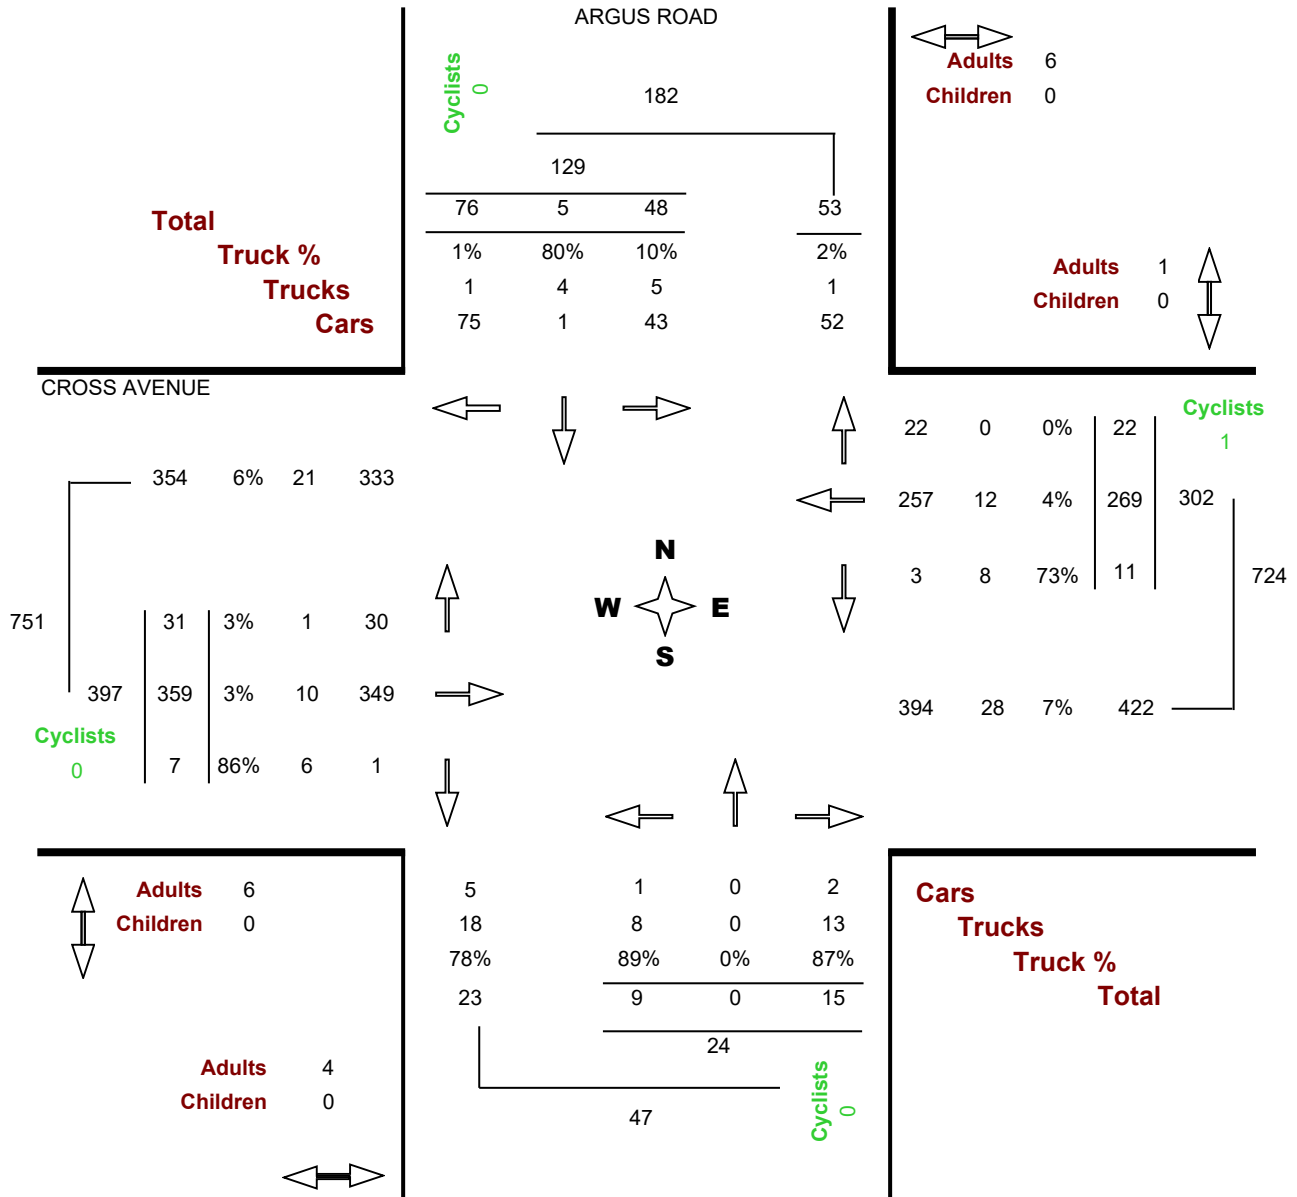 ARGUS ROAD
Cyclists
0
182
Adults 6
Children 0
129
76 5 48 53
Total
1% 80% 10% 2%
Truck %
1 4 5 1
Trucks
75 1 43 52
Cars
Adults 1
Children 0
CROSS AVENUE
Cyclists
1
22 0 0% 22
354 6% 21 333
257 12 4% 269 302
N
3 8 73% 11
724
W E
S
751
31 3% 1 30
397 359 3% 10 349
394 28 7% 422
Cyclists
0
7 86% 6 1
Adults 6
Children 0
5 1 0 2
18 8 0 13
78% 89% 0% 87%
23 9 0 15
Cars
Trucks
Truck %
Total
24
Adults 4
Children 0
47
Cyclists
0